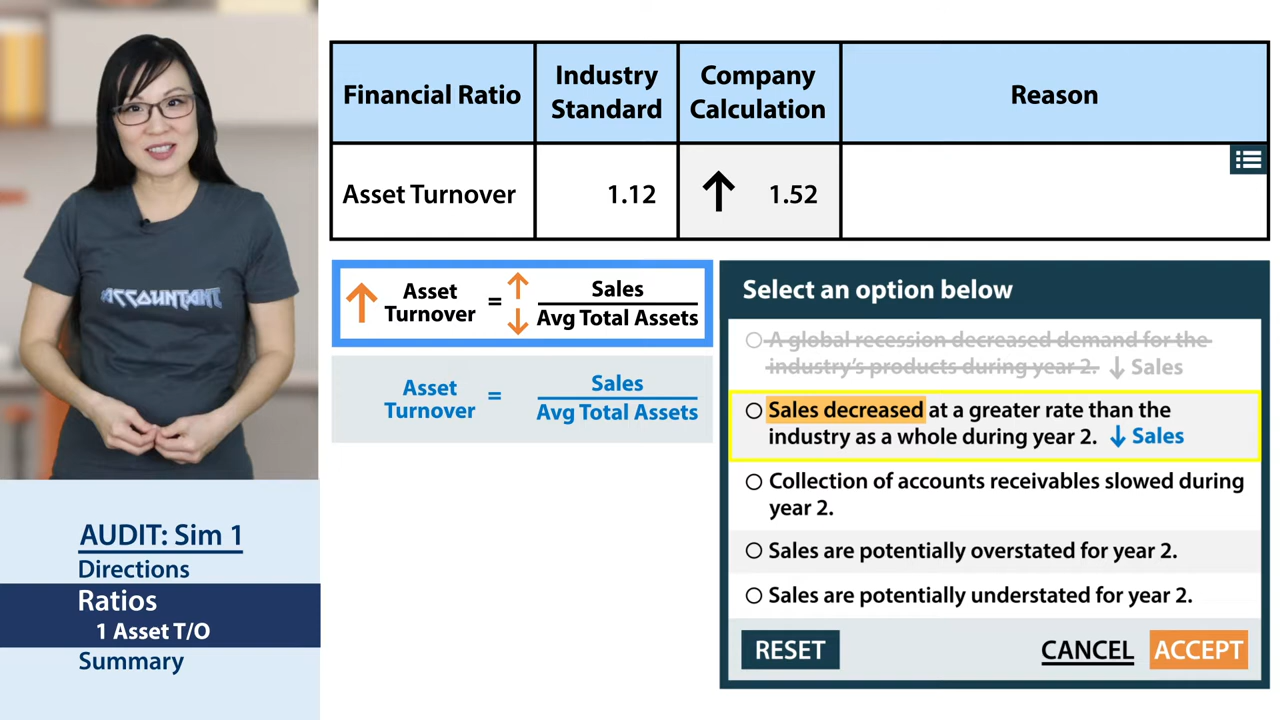 Financial Ratio
Industry
Standard
Company
Calculation
Reason
Asset Turnover
1.12
↑ 1.52
↑ Asset
Turnover
= ↑ Sales
↓ Avg Total Assets
Asset
Turnover
= Sales
Avg Total Assets
ACCOUNTANT
AUDIT: Sim 1
Directions
Ratios
1 Asset T/O
Summary
Select an option below
A global recession decreased demand for the
industry's products during year 2. ↓ Sales
Sales decreased at a greater rate than the
industry as a whole during year 2. ↓ Sales
Collection of accounts receivables slowed during
year 2.
Sales are potentially overstated for year 2.
Sales are potentially understated for year 2.
RESET
CANCEL
ACCEPT